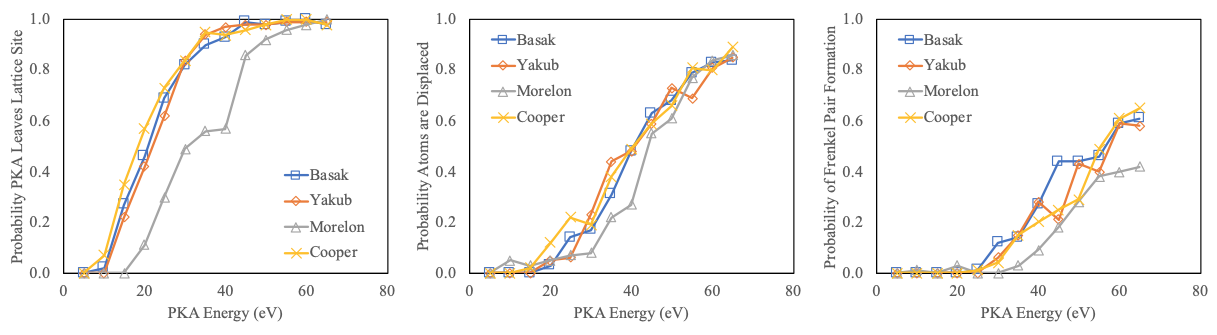 Probability PKA Leaves Lattice Site
1.0
0.8
0.6
0.4
0.2
0.0
0 20 40 60 80
PKA Energy (eV)
Basak
Yakub
Morelon
Cooper
Probability Atoms are Displaced
1.0
0.8
0.6
0.4
0.2
0.0
0 20 40 60 80
PKA Energy (eV)
Basak
Yakub
Morelon
Cooper
Probability of Frenkel Pair Formation
1.0
0.8
0.6
0.4
0.2
0.0
0 20 40 60 80
PKA Energy (eV)
Basak
Yakub
Morelon
Cooper